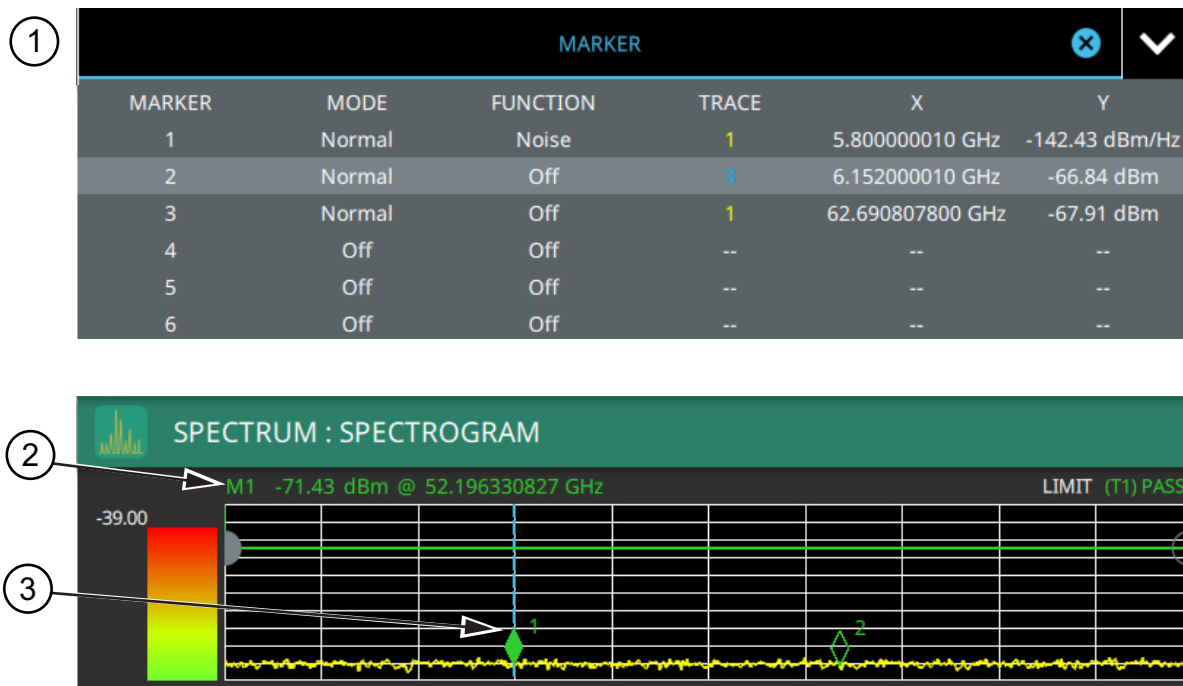 1
MARKER
MARKER MODE FUNCTION TRACE X Y
1 Normal Noise 1 5.800000010 GHz -142.43 dBm/Hz
2 Normal Off 3 6.152000010 GHz -66.84 dBm
3 Normal Off 1 62.690807800 GHz -67.91 dBm
4 Off Off -- -- --
5 Off Off -- -- --
6 Off Off -- -- --
SPECTRUM : SPECTROGRAM
2
M1 -71.43 dBm @ 52.196330827 GHz LIMIT (T1) PASS
-39.00
3
1
2